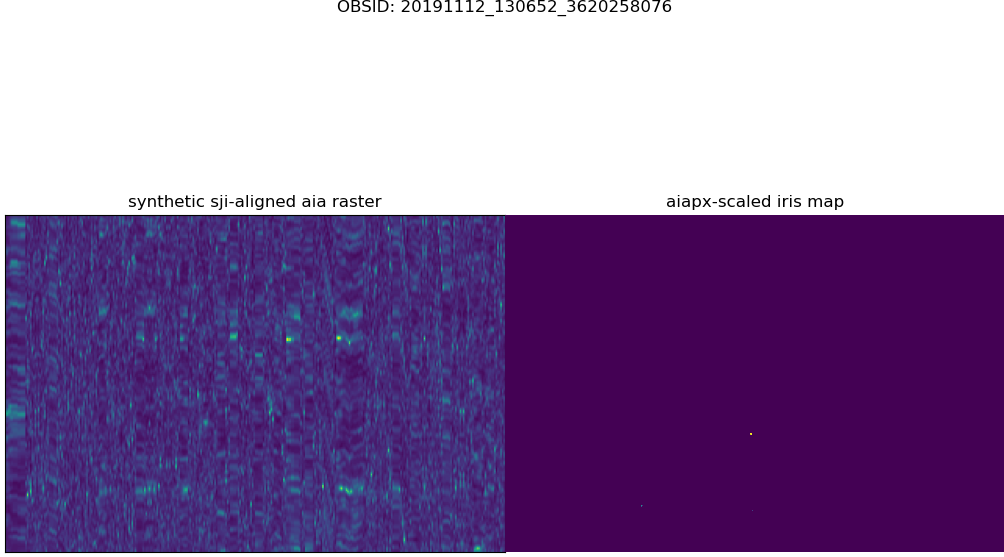 OBSID: 20191112_130652_3620258076
synthetic sji-aligned aia raster
aiapx-scaled iris map